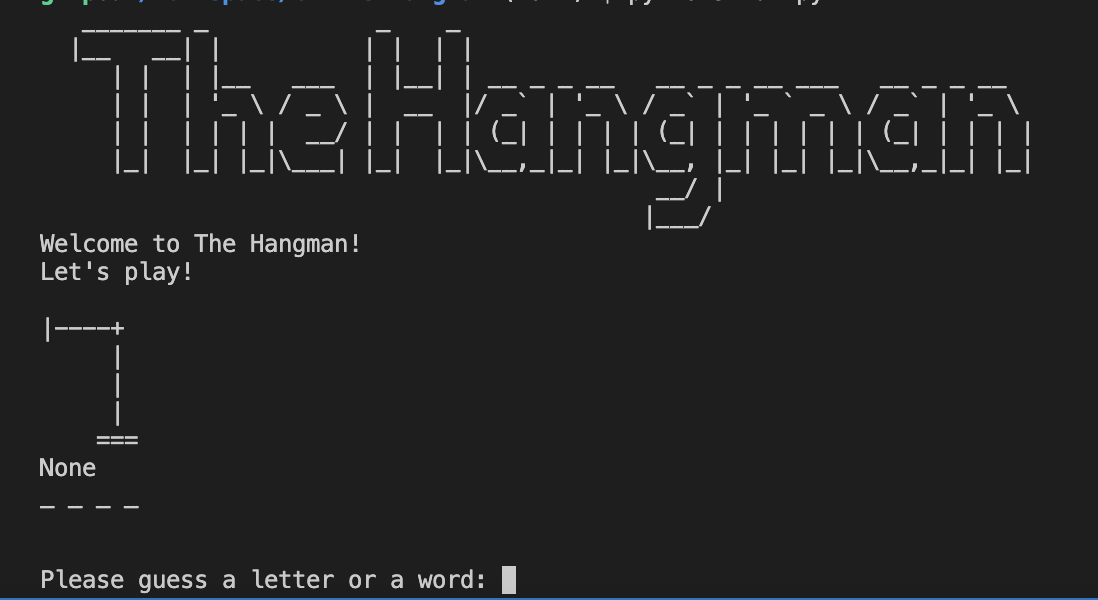 The Hangman
Welcome to The Hangman!
Let's play!
|----+
|
|
|
===
None
_ _ _ _
Please guess a letter or a word: